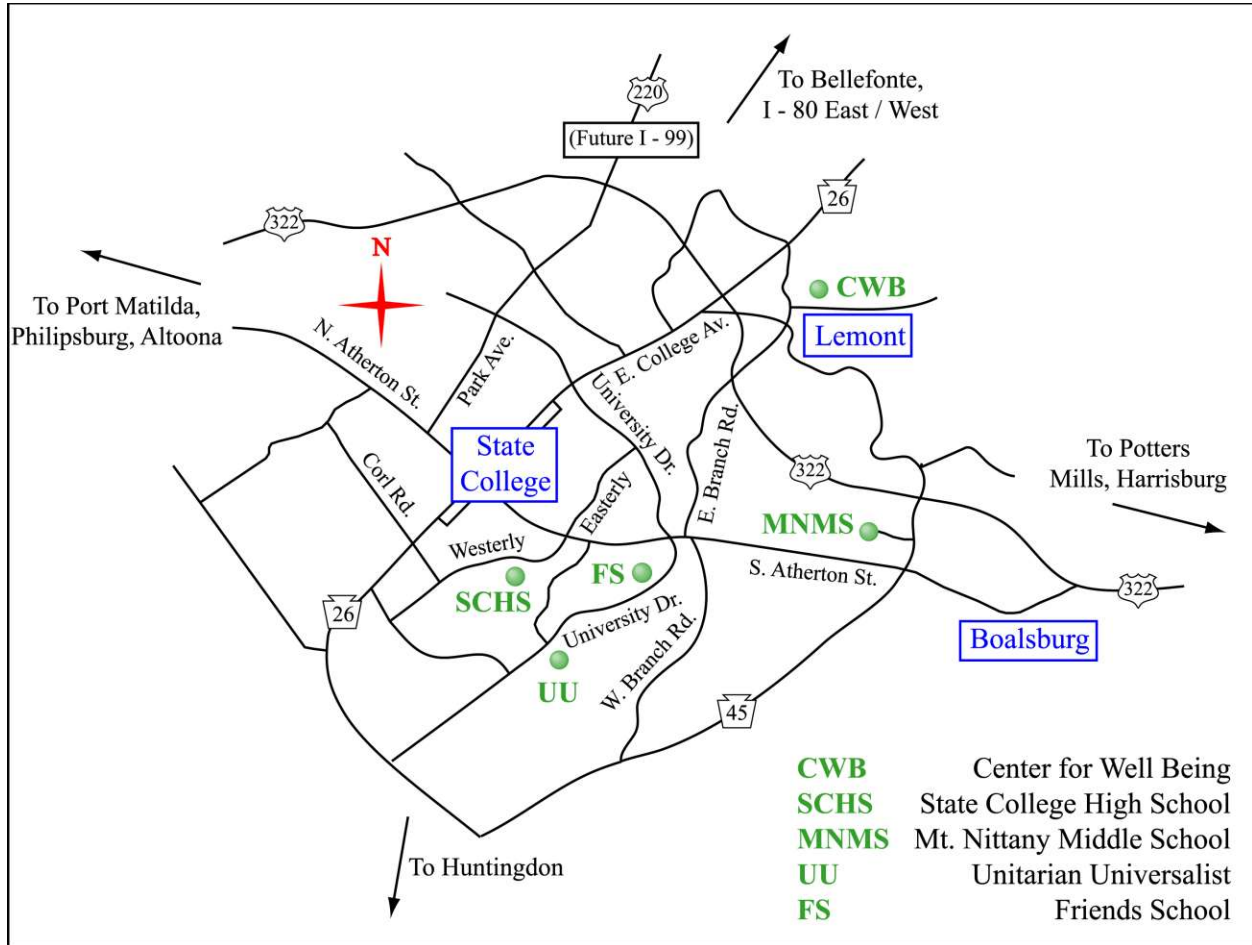 220
(Future I - 99)
To Bellefonte,
I - 80 East / West
26
322
N
CWB
Lemont
To Port Matilda,
Philipsburg, Altoona
N. Atherton St.
Park Ave.
E. College Av.
University Dr.
E. Branch Rd.
State
College
Corl Rd.
322
To Potters
Mills, Harrisburg
Easterly
MNMS
Westerly
FS
S. Atherton St.
SCHS
322
26
University Dr.
Boalsburg
UU
W. Branch Rd.
45
To Huntingdon
CWB Center for Well Being
SCHS State College High School
MNMS Mt. Nittany Middle School
UU Unitarian Universalist
FS Friends School